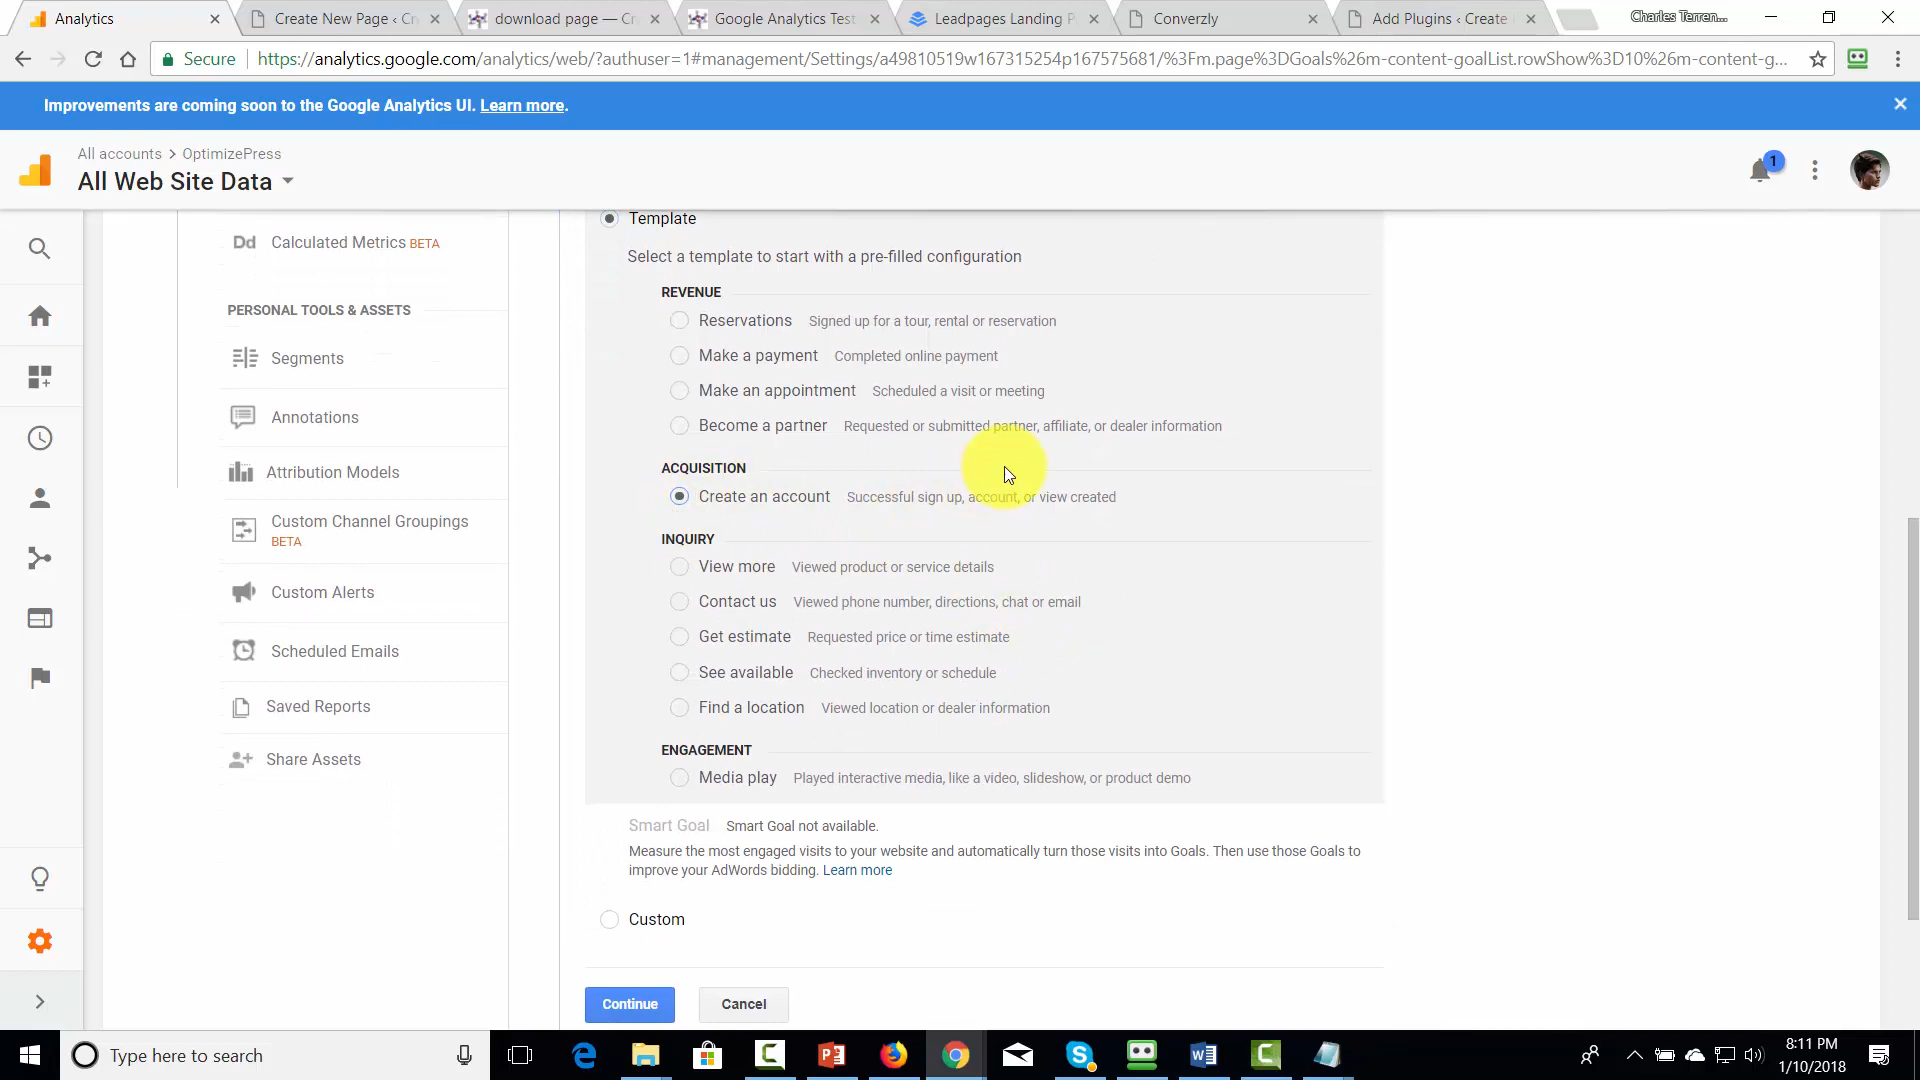 Analytics
Create New Page ‹ Cr
download page — Cr
Google Analytics Test
Leadpages Landing P
Converzly
Add Plugins ‹ Create
Charles Terren...
Secure
https://analytics.google.com/analytics/web/?authuser=1#management/Settings/a49810519w167315254p167575681/%3Fm.page%3DGoals%26m-content-goalList.rowShow%3D10%26m-content-g...
Improvements are coming soon to the Google Analytics UI. Learn more.
All accounts > OptimizePress
All Web Site Data
1
Template
Select a template to start with a pre-filled configuration
REVENUE
Reservations Signed up for a tour, rental or reservation
Make a payment Completed online payment
Make an appointment Scheduled a visit or meeting
Become a partner Requested or submitted partner, affiliate, or dealer information
ACQUISITION
Create an account Successful sign up, account, or view created
INQUIRY
View more Viewed product or service details
Contact us Viewed phone number, directions, chat or email
Get estimate Requested price or time estimate
See available Checked inventory or schedule
Find a location Viewed location or dealer information
ENGAGEMENT
Media play Played interactive media, like a video, slideshow, or product demo
Smart Goal Smart Goal not available.
Measure the most engaged visits to your website and automatically turn those visits into Goals. Then use those Goals to
improve your AdWords bidding. Learn more
Custom
Continue
Cancel
Dd Calculated Metrics BETA
PERSONAL TOOLS & ASSETS
Segments
Annotations
Attribution Models
Custom Channel Groupings
BETA
Custom Alerts
Scheduled Emails
Saved Reports
Share Assets
Type here to search
8:11 PM
1/10/2018